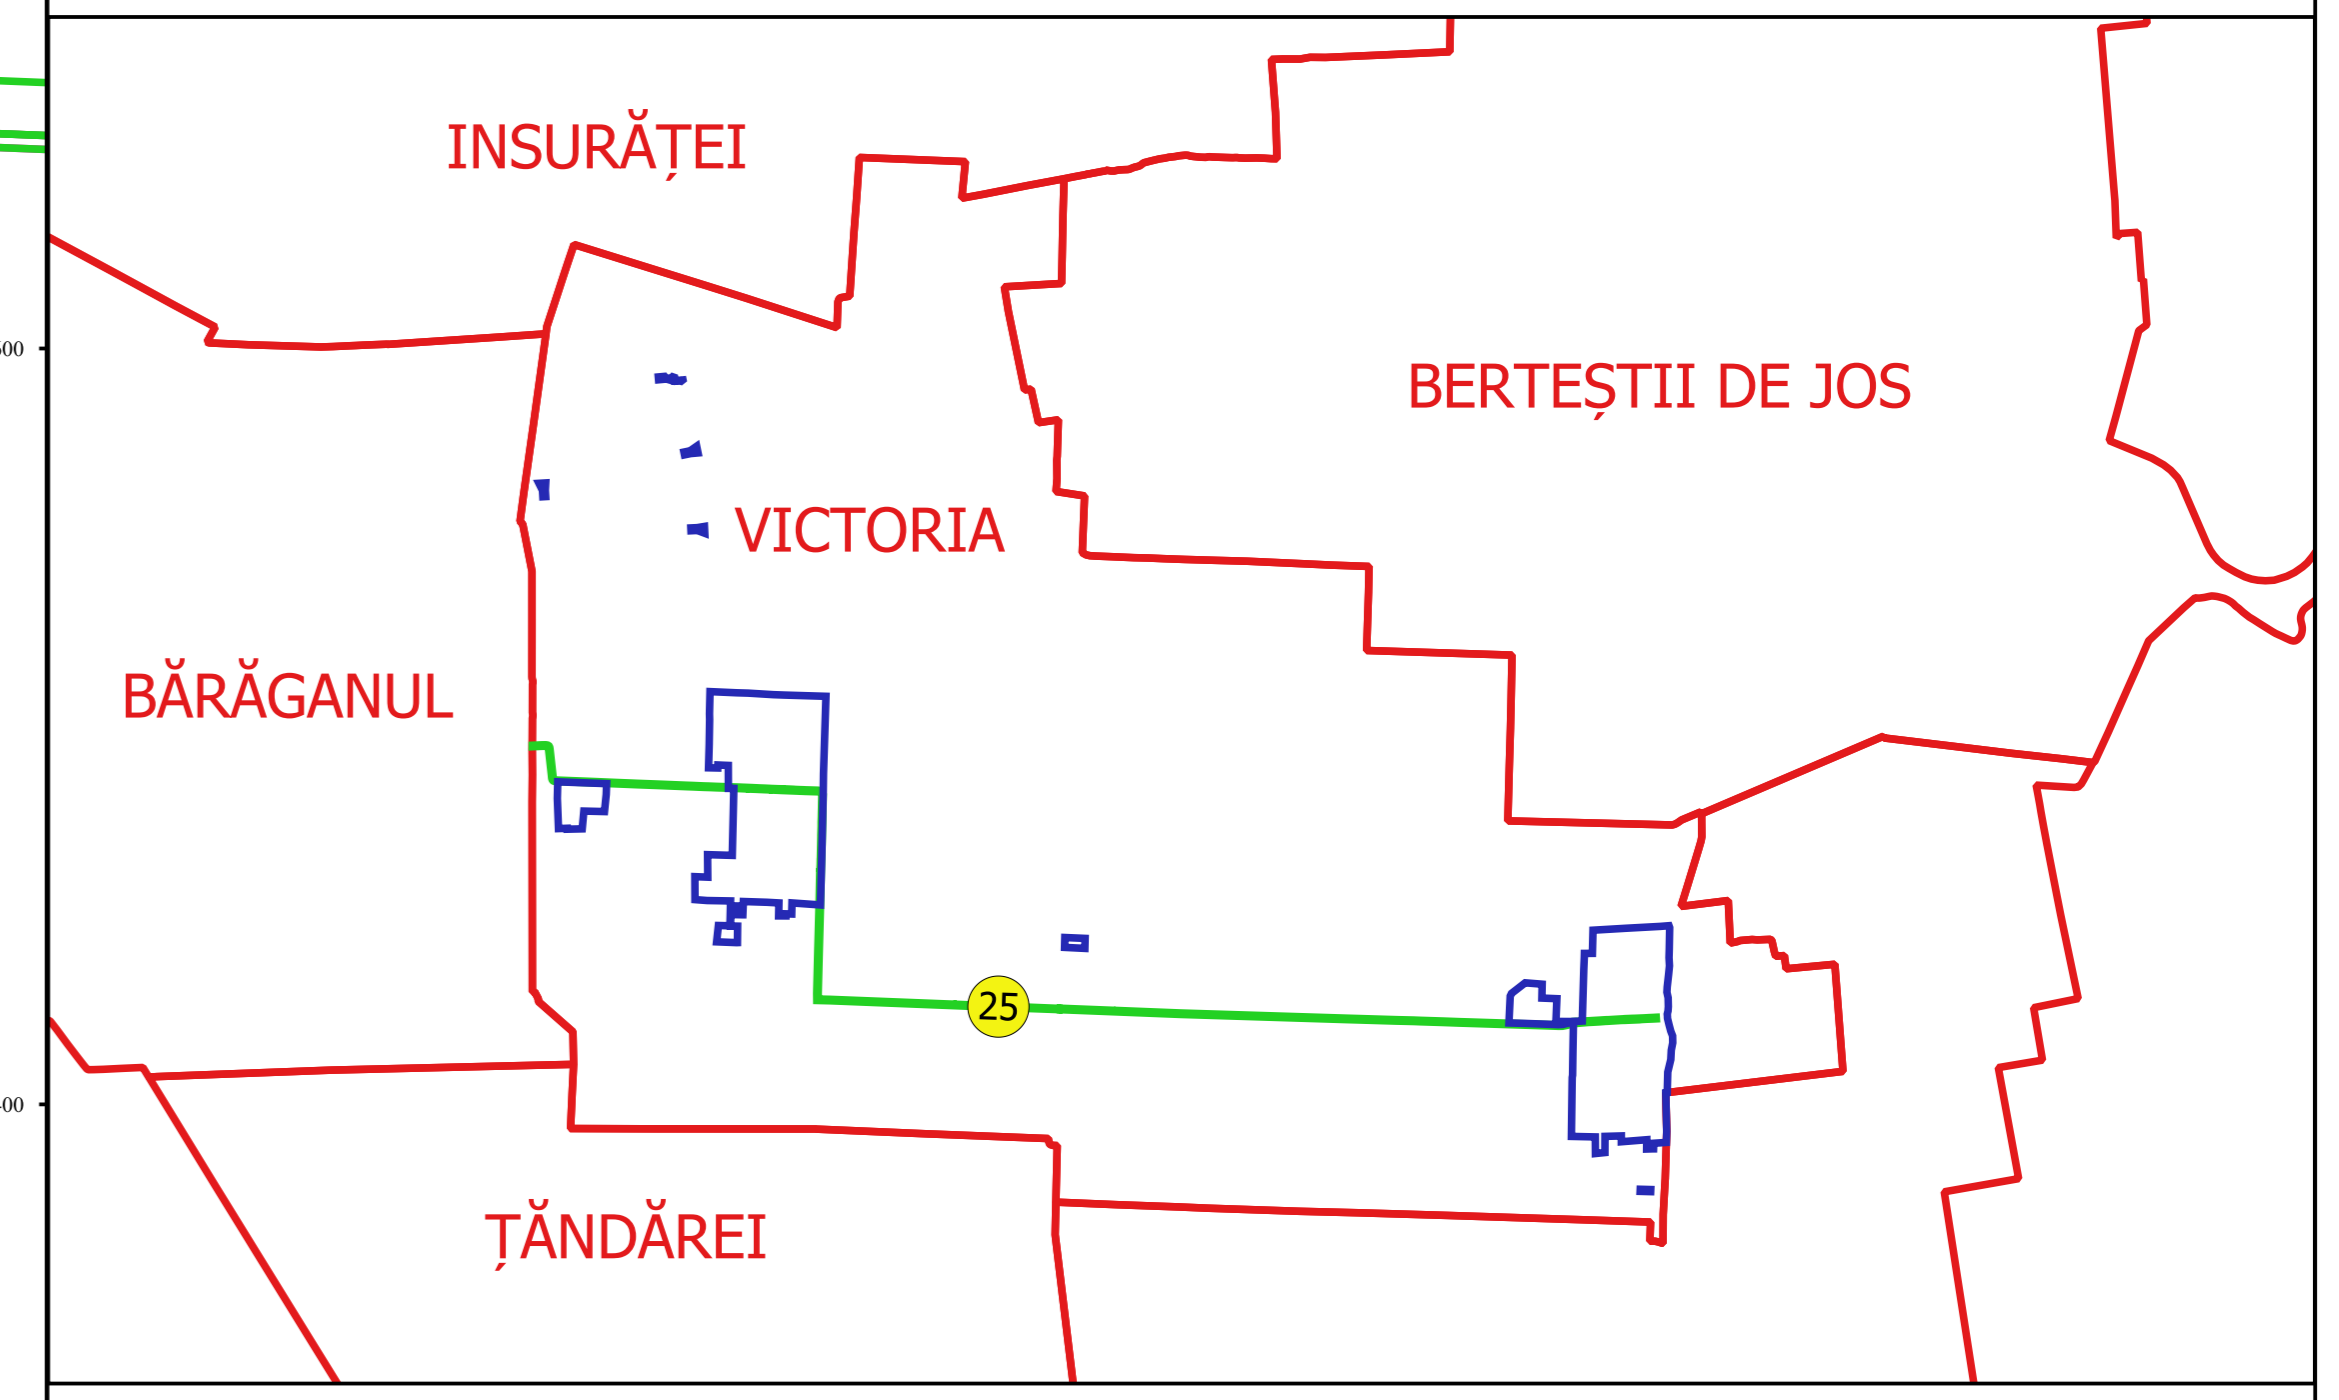 INSURĂȚEI
BERTEȘTII DE JOS
VICTORIA
BĂRĂGANUL
25
ȚĂNDĂREI